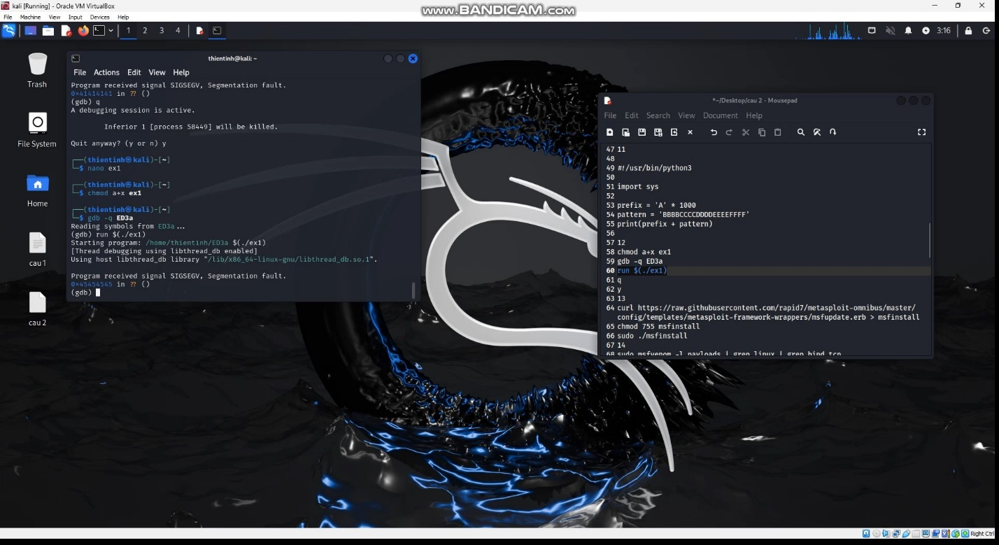 kali [Running] - Oracle VM VirtualBox
www.BANDICAM.com
File Machine View Input Devices Help
1 2 3 4
3:16
Trash
File System
Home
cau 1
cau 2
thientinh@kali: ~
File Actions Edit View Help
Program received signal SIGSEGV, Segmentation fault.
0×41414141 in ?? ()
(gdb) q
A debugging session is active.
Inferior 1 [process 58449] will be killed.
Quit anyway? (y or n) y
┌──(thientinh㉿kali)-[~]
└─$ nano ex1
┌──(thientinh㉿kali)-[~]
└─$ chmod a+x ex1
┌──(thientinh㉿kali)-[~]
└─$ gdb -q ED3a
Reading symbols from ED3a...
(gdb) run $(./ex1)
Starting program: /home/thientinh/ED3a $(./ex1)
[Thread debugging using libthread_db enabled]
Using host libthread_db library "/lib/x86_64-linux-gnu/libthread_db.so.1".
Program received signal SIGSEGV, Segmentation fault.
0×45454545 in ?? ()
(gdb)
*~/Desktop/cau 2 - Mousepad
File Edit Search View Document Help
47 11
48
49 #!/usr/bin/python3
50
51 import sys
52
53 prefix = 'A' * 1000
54 pattern = 'BBBBCCCCDDDDEEEEFFFF'
55 print(prefix + pattern)
56
57 12
58 chmod a+x ex1
59 gdb -q ED3a
60 run $(./ex1)
61 q
62 y
63 13
64 curl https://raw.githubusercontent.com/rapid7/metasploit-omnibus/master/
config/templates/metasploit-framework-wrappers/msfupdate.erb > msfinstall
65 chmod 755 msfinstall
66 sudo ./msfinstall
67 14
68 sudo msfvenom -l payloads | grep linux | grep bind_tcp
Right Ctrl